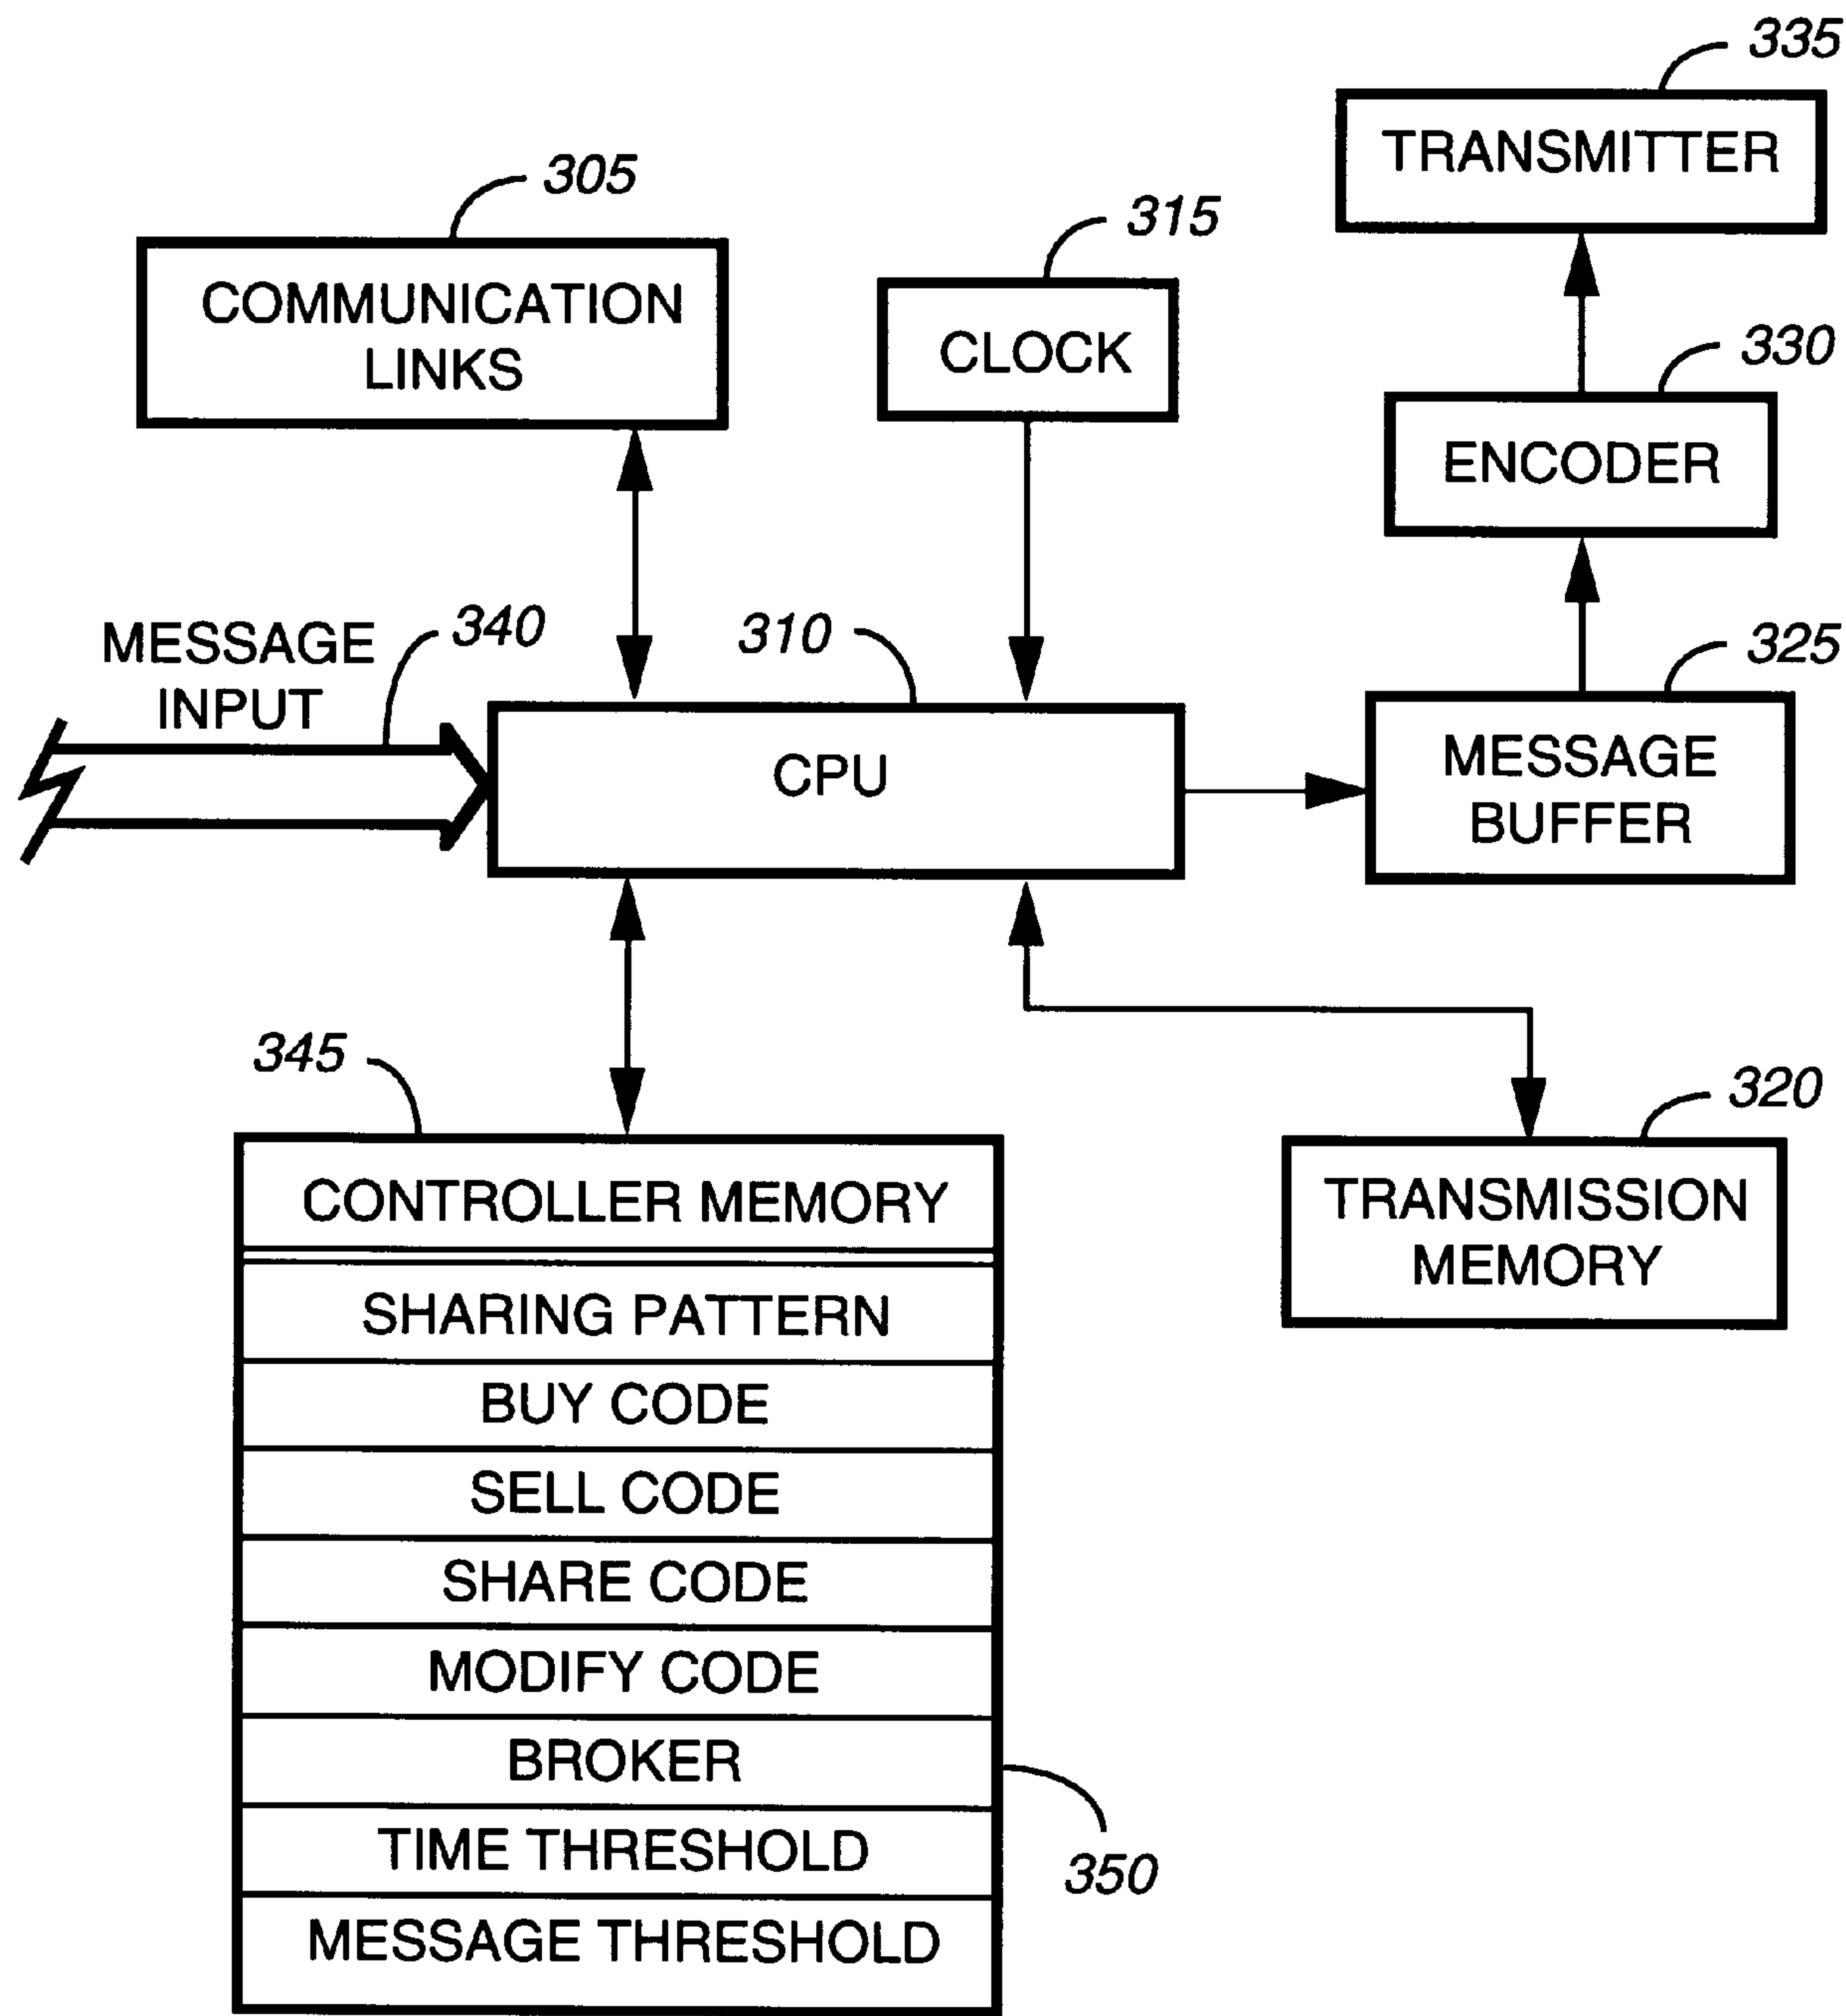 335
TRANSMITTER
305
315
COMMUNICATION
LINKS
CLOCK
330
ENCODER
MESSAGE
INPUT
340
310
325
CPU
MESSAGE
BUFFER
345
320
CONTROLLER MEMORY
TRANSMISSION
MEMORY
SHARING PATTERN
BUY CODE
SELL CODE
SHARE CODE
MODIFY CODE
BROKER
TIME THRESHOLD
350
MESSAGE THRESHOLD